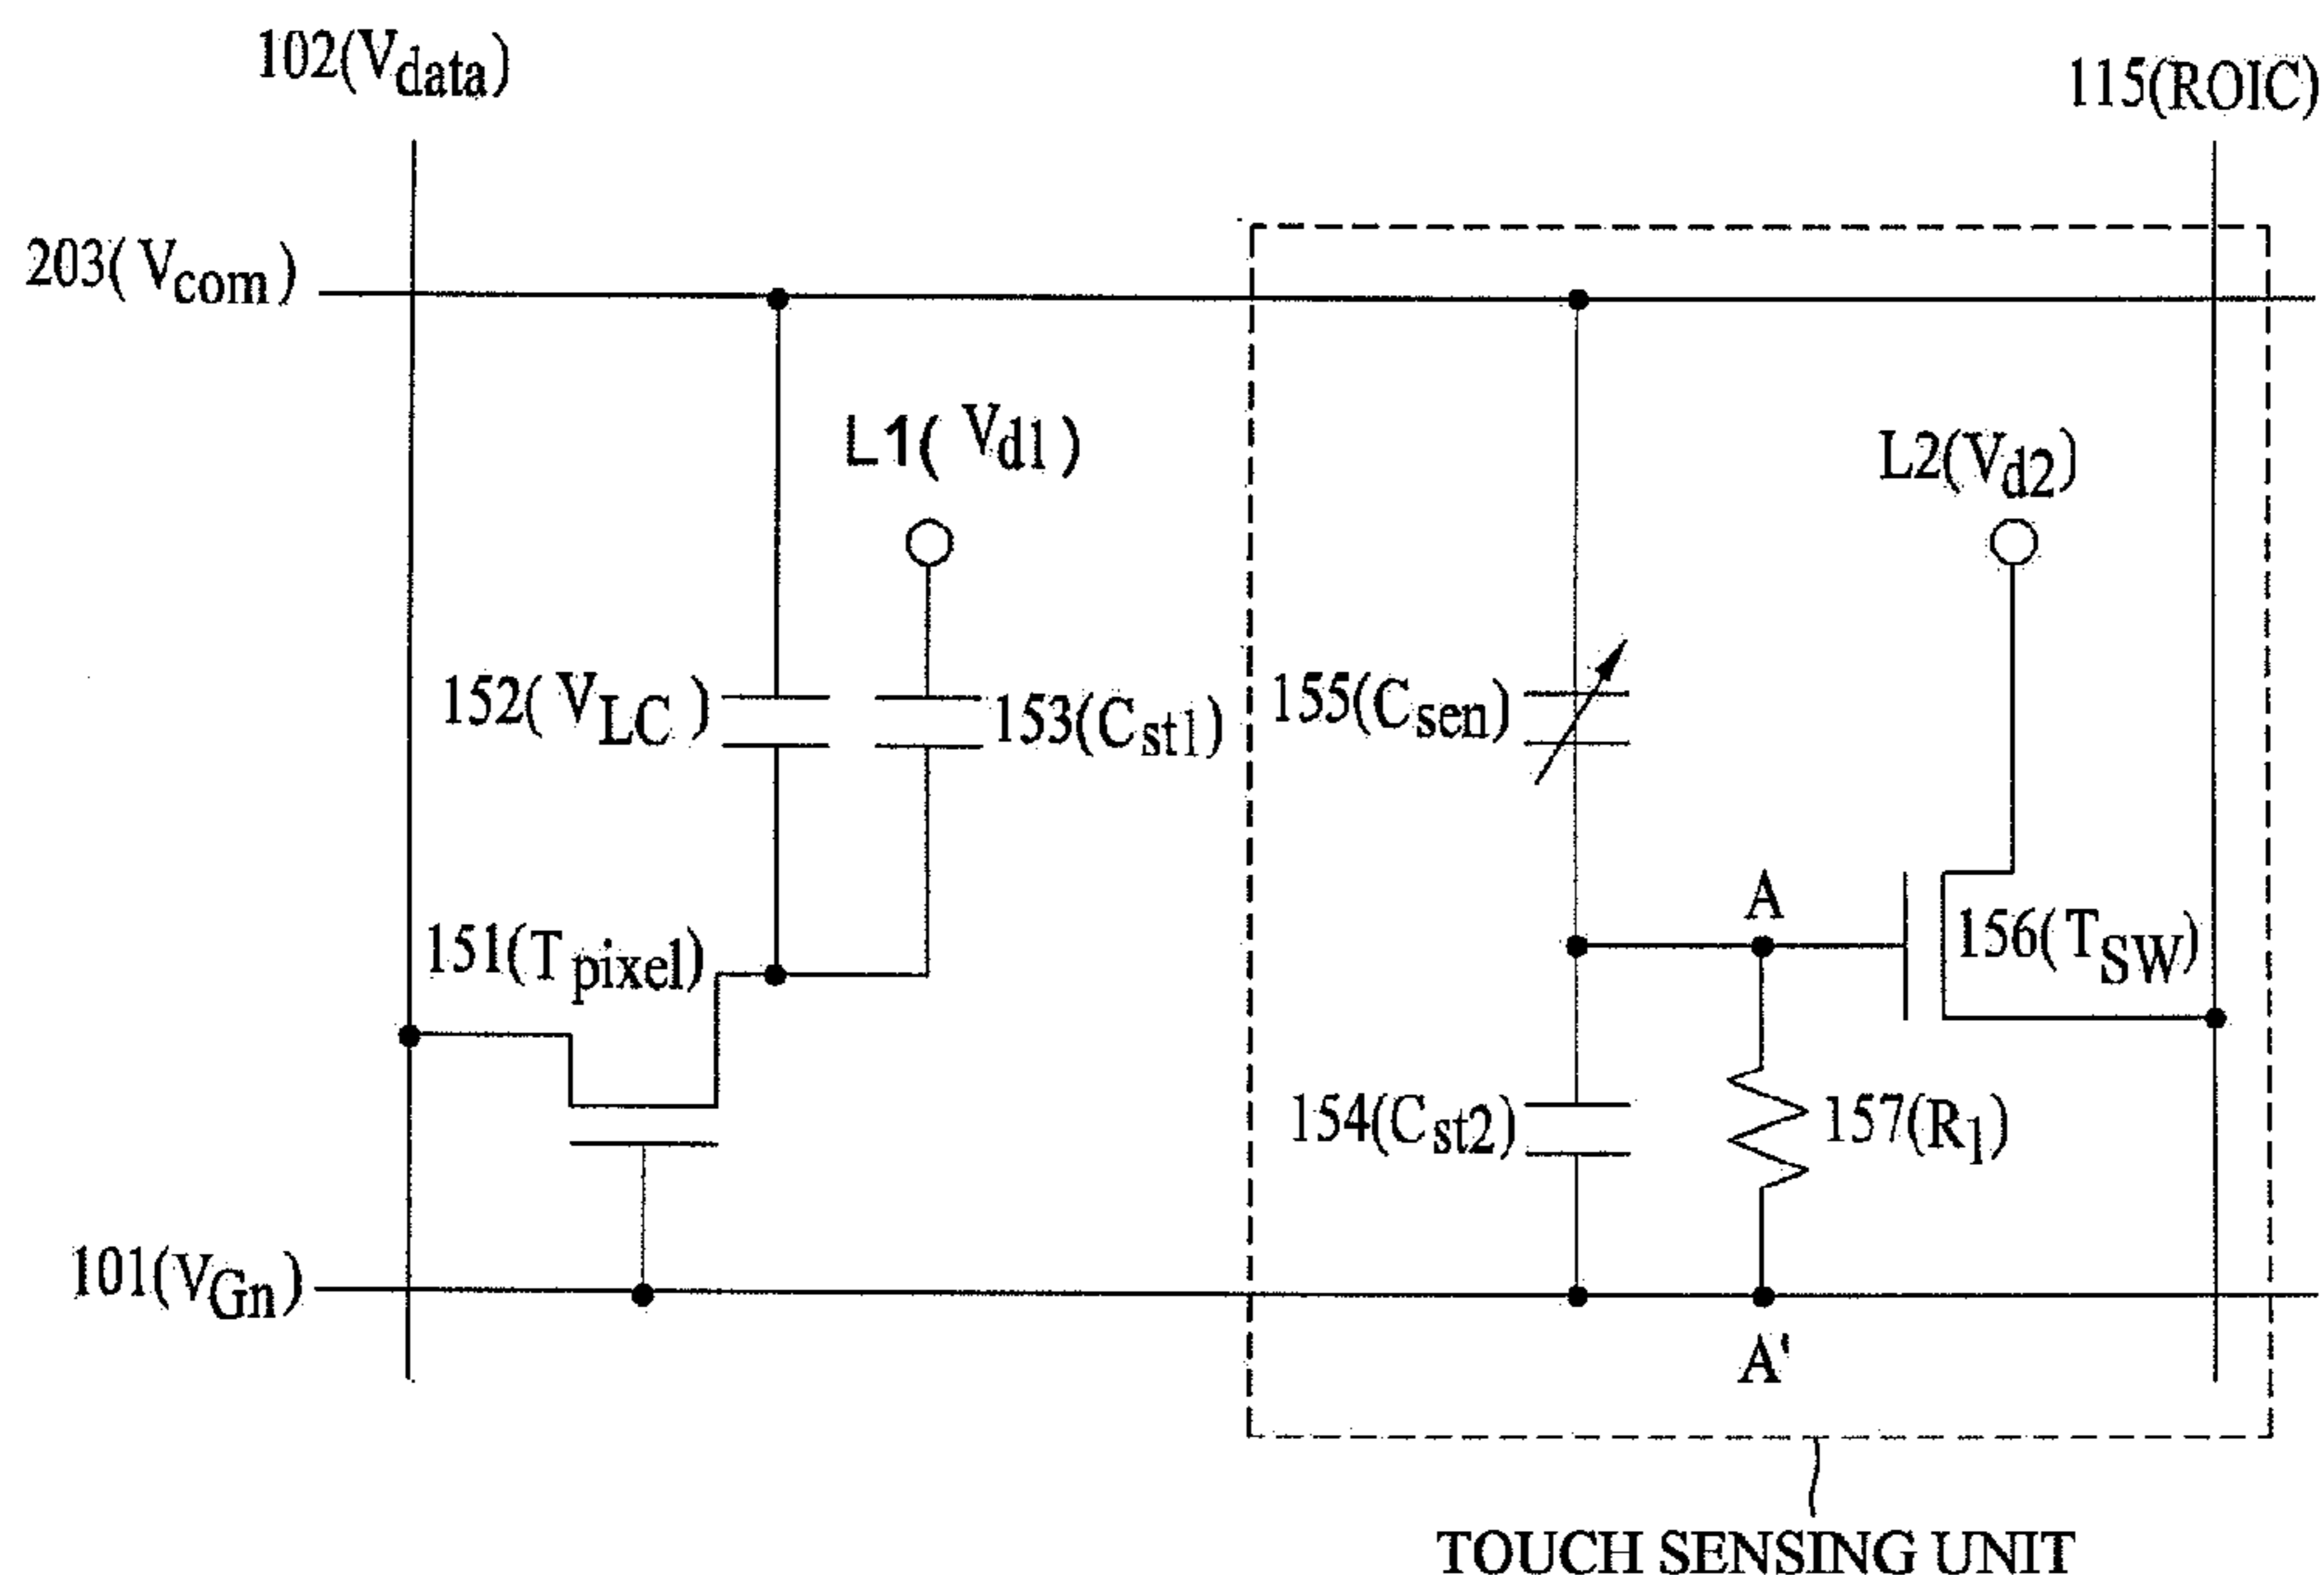 102(Vdata)
115(ROIC)
203(Vcom)
L1(Vd1)
L2(Vd2)
152(VLC)
153(Cst1)
155(Csen)
A
151(Tpixel)
156(TSW)
154(Cst2)
157(R1)
101(VGn)
A'
TOUCH SENSING UNIT